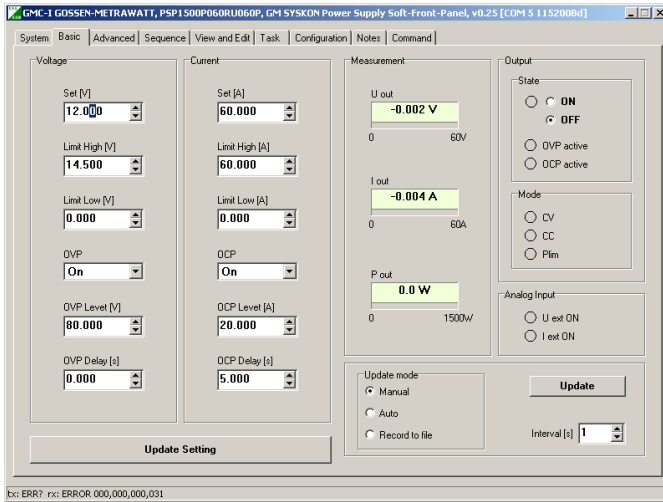 GMC-I GOSSEN-METRAWATT, PSP1500P060RU060P, GM SYSKON Power Supply Soft-Front-Panel, v0.25 [COM 5 115200Bd]
System Basic Advanced Sequence View and Edit Task Configuration Notes Command
Voltage
Set [V]
12.000
Limit High [V]
14.500
Limit Low [V]
0.000
OVP
On
OVP Level [V]
80.000
OVP Delay [s]
0.000
Current
Set [A]
60.000
Limit High [A]
60.000
Limit Low [A]
0.000
OCP
On
OCP Level [A]
20.000
OCP Delay [s]
5.000
Update Setting
Measurement
U out
-0.002 V
0 60V
I out
-0.004 A
0 60A
P out
0.0 W
0 1500W
Output
State
ON
OFF
OVP active
OCP active
Mode
CV
CC
Plim
Analog Input
U ext ON
I ext ON
Update mode
Manual
Auto
Record to file
Update
Interval [s] 1
tx: ERR? rx: ERROR 000,000,000,031